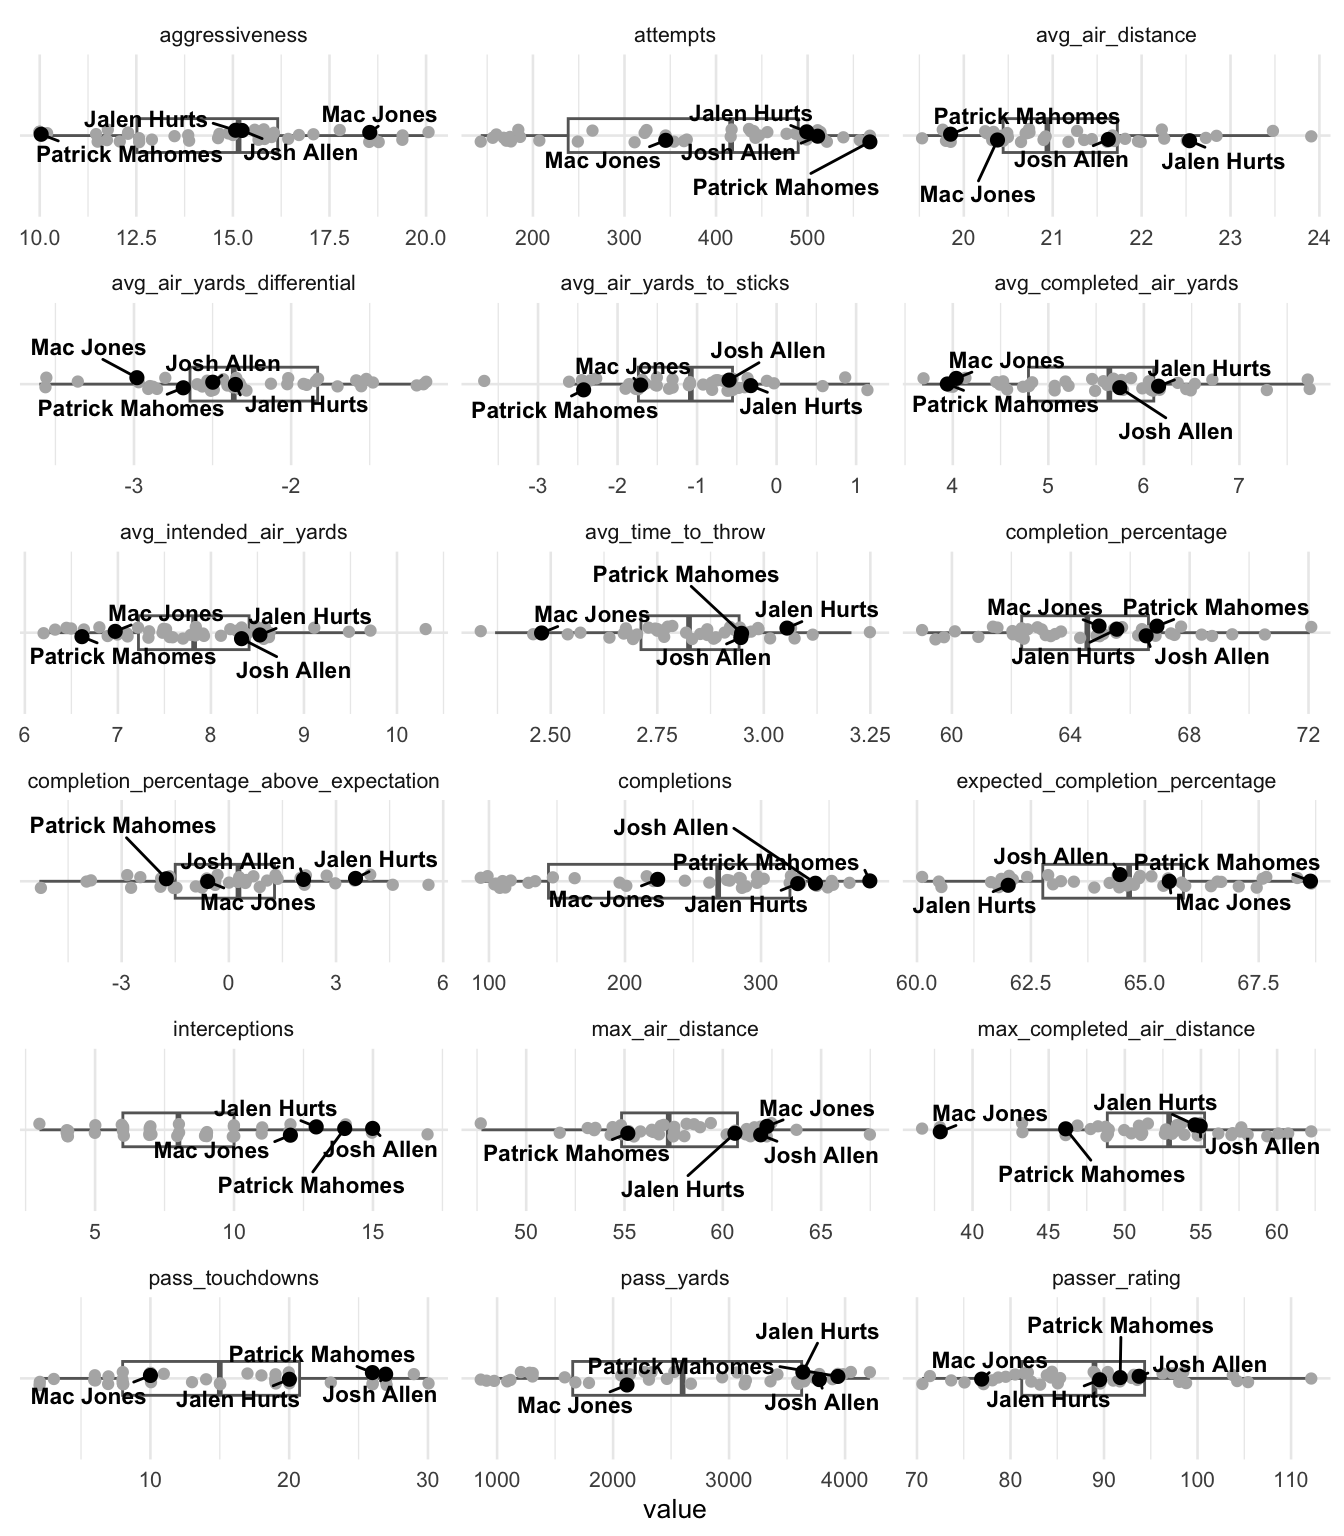 aggressiveness
attempts
avg_air_distance
Jalen Hurts
Mac Jones
Patrick Mahomes
Josh Allen
Jalen Hurts
Mac Jones
Josh Allen
Patrick Mahomes
Patrick Mahomes
Josh Allen
Jalen Hurts
Mac Jones
10.0 12.5 15.0 17.5 20.0
200 300 400 500
20 21 22 23 24
avg_air_yards_differential
avg_air_yards_to_sticks
avg_completed_air_yards
Mac Jones
Josh Allen
Patrick Mahomes
Jalen Hurts
Josh Allen
Mac Jones
Patrick Mahomes
Jalen Hurts
Mac Jones
Jalen Hurts
Patrick Mahomes
Josh Allen
-3 -2
-3 -2 -1 0 1
4 5 6 7
avg_intended_air_yards
avg_time_to_throw
completion_percentage
Mac Jones
Jalen Hurts
Patrick Mahomes
Josh Allen
Patrick Mahomes
Mac Jones
Jalen Hurts
Josh Allen
Mac Jones
Patrick Mahomes
Jalen Hurts
Josh Allen
6 7 8 9 10
2.50 2.75 3.00 3.25
60 64 68 72
completion_percentage_above_expectation
completions
expected_completion_percentage
Patrick Mahomes
Josh Allen
Jalen Hurts
Mac Jones
Josh Allen
Patrick Mahomes
Mac Jones
Jalen Hurts
Josh Allen
Patrick Mahomes
Jalen Hurts
Mac Jones
-3 0 3 6
100 200 300
60.0 62.5 65.0 67.5
interceptions
max_air_distance
max_completed_air_distance
Jalen Hurts
Mac Jones
Josh Allen
Patrick Mahomes
Mac Jones
Patrick Mahomes
Josh Allen
Jalen Hurts
Jalen Hurts
Mac Jones
Josh Allen
Patrick Mahomes
5 10 15
50 55 60 65
40 45 50 55 60
pass_touchdowns
pass_yards
passer_rating
Patrick Mahomes
Mac Jones
Jalen Hurts
Josh Allen
Jalen Hurts
Patrick Mahomes
Mac Jones
Josh Allen
Patrick Mahomes
Mac Jones
Josh Allen
Jalen Hurts
10 20 30
1000 2000 3000 4000
70 80 90 100 110
value